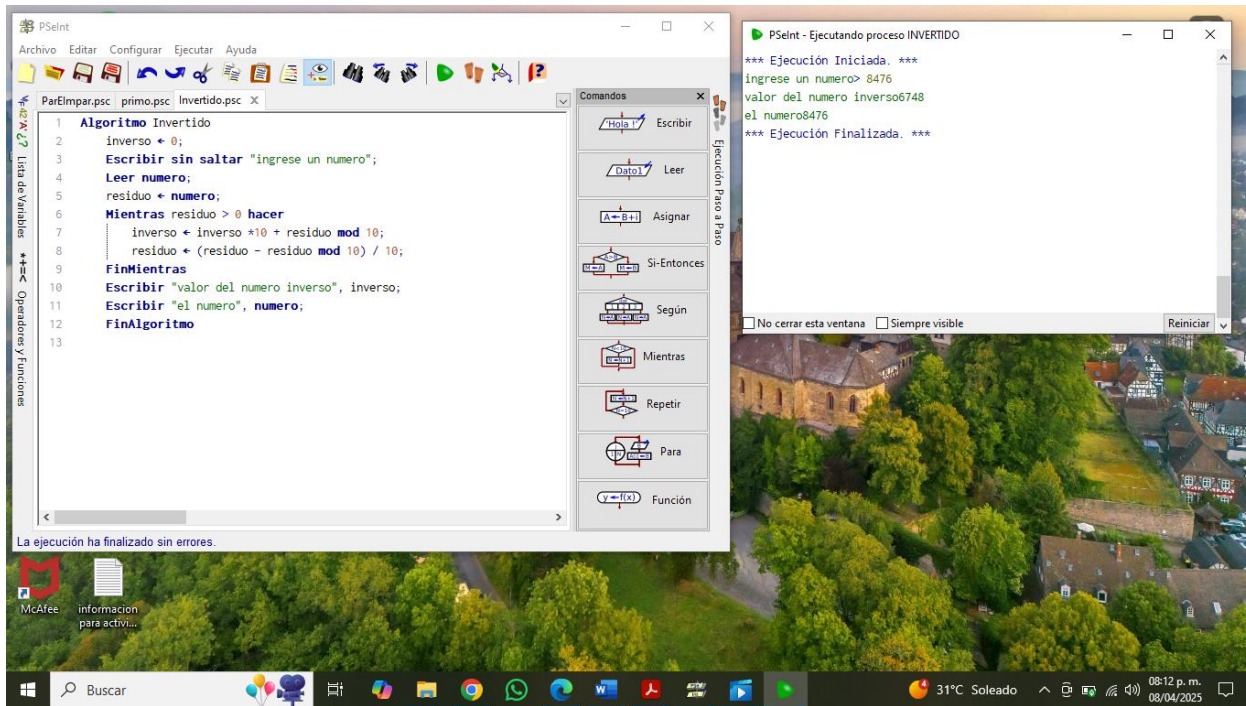 PSeInt
Archivo Editar Configurar Ejecutar Ayuda
ParEImpar.psc primo.psc Invertido.psc X
Lista de Variables
Operadores y Funciones
1 Algoritmo Invertido
2 inverso ← 0;
3 Escribir sin saltar "ingrese un numero";
4 Leer numero;
5 residuo ← numero;
6 Mientras residuo > 0 hacer
7 inverso ← inverso *10 + residuo mod 10;
8 residuo ← (residuo - residuo mod 10) / 10;
9 FinMientras
10 Escribir "valor del numero inverso", inverso;
11 Escribir "el numero", numero;
12 FinAlgoritmo
13
La ejecución ha finalizado sin errores.
Comandos X
'Hola !' Escribir
Dato1 Leer
A←B+i Asignar
Si-Entonces
Según
Mientras
Repetir
Para
y←f(x) Función
Ejecución Paso a Paso
PSeInt - Ejecutando proceso INVERTIDO
*** Ejecución Iniciada. ***
ingrese un numero> 8476
valor del numero inverso6748
el numero8476
*** Ejecución Finalizada. ***
No cerrar esta ventana Siempre visible Reiniciar
McAfee
informacion
para activi...
Buscar
31°C Soleado
08:12 p. m.
08/04/2025